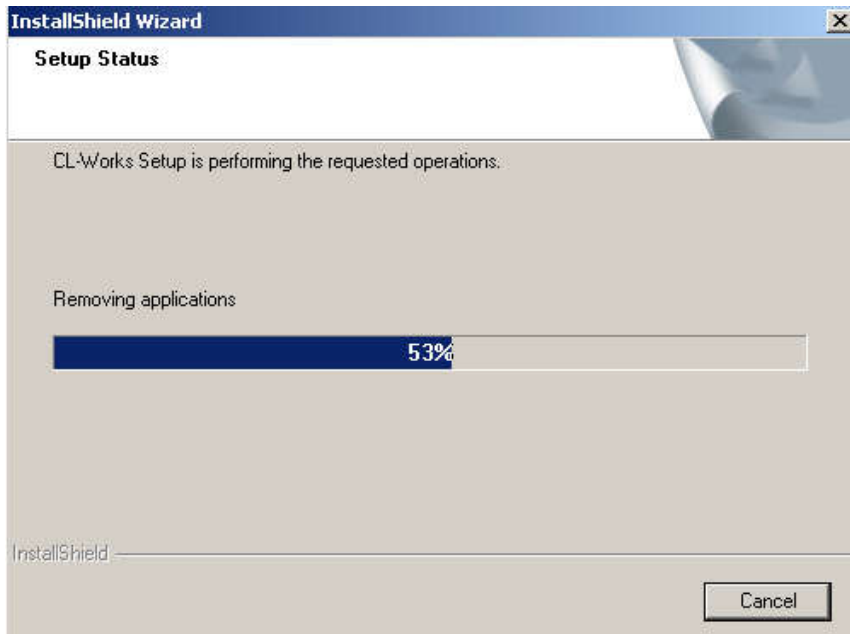 InstallShield Wizard
Setup Status
CL-Works Setup is performing the requested operations.
Removing applications
53%
InstallShield
Cancel